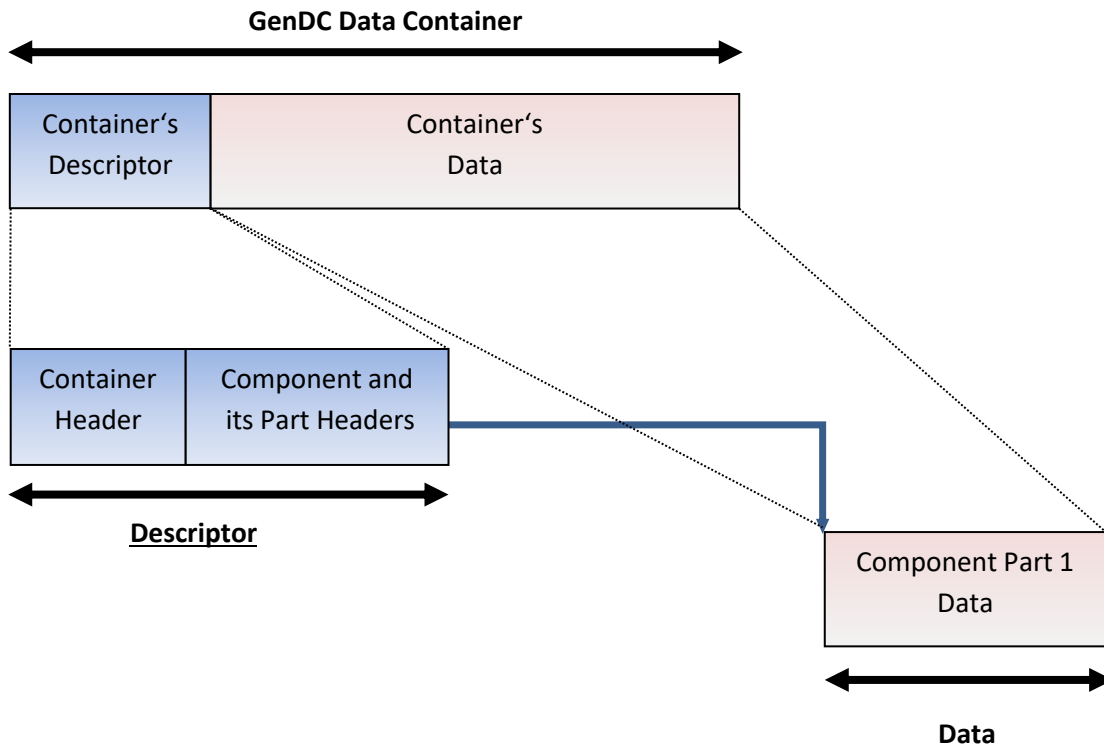 GenDC Data Container
Container‘s
Descriptor
Container‘s
Data
Container
Header
Component and
its Part Headers
Descriptor
Component Part 1
Data
Data